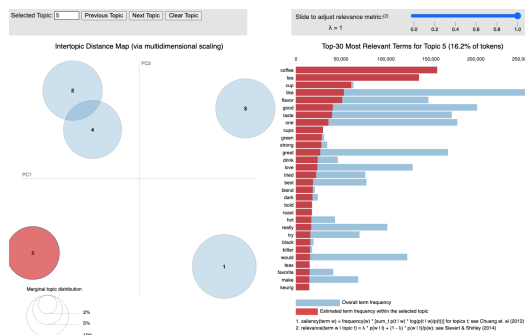 Selected Topic: 5 Previous Topic Next Topic Clear Topic
Slide to adjust relevance metric:(2)
λ = 1
0.0 0.2 0.4 0.6 0.8 1.0
Intertopic Distance Map (via multidimensional scaling)
PC2
PC1
2
4
3
1
Marginal topic distribution
2%
5%
10%
Top-30 Most Relevant Terms for Topic 5 (16.2% of tokens)
0 50,000 100,000 150,000 200,000
coffee
tea
cup
like
flavor
good
taste
one
cups
green
strong
great
drink
love
tried
best
blend
dark
bold
roast
hot
really
try
black
bitter
would
teas
favorite
make
keurig
Overall term frequency
Estimated term frequency within the selected topic
1. saliency(term w) = frequency(w) * [sum_t p(t | w) * log(p(t | w)/p(t))] for topics t; see Chuang et. al (2012)
2. relevance(term w | topic t) = λ * p(w | t) + (1 - λ) * p(w | t)/p(w); see Sievert & Shirley (2014)